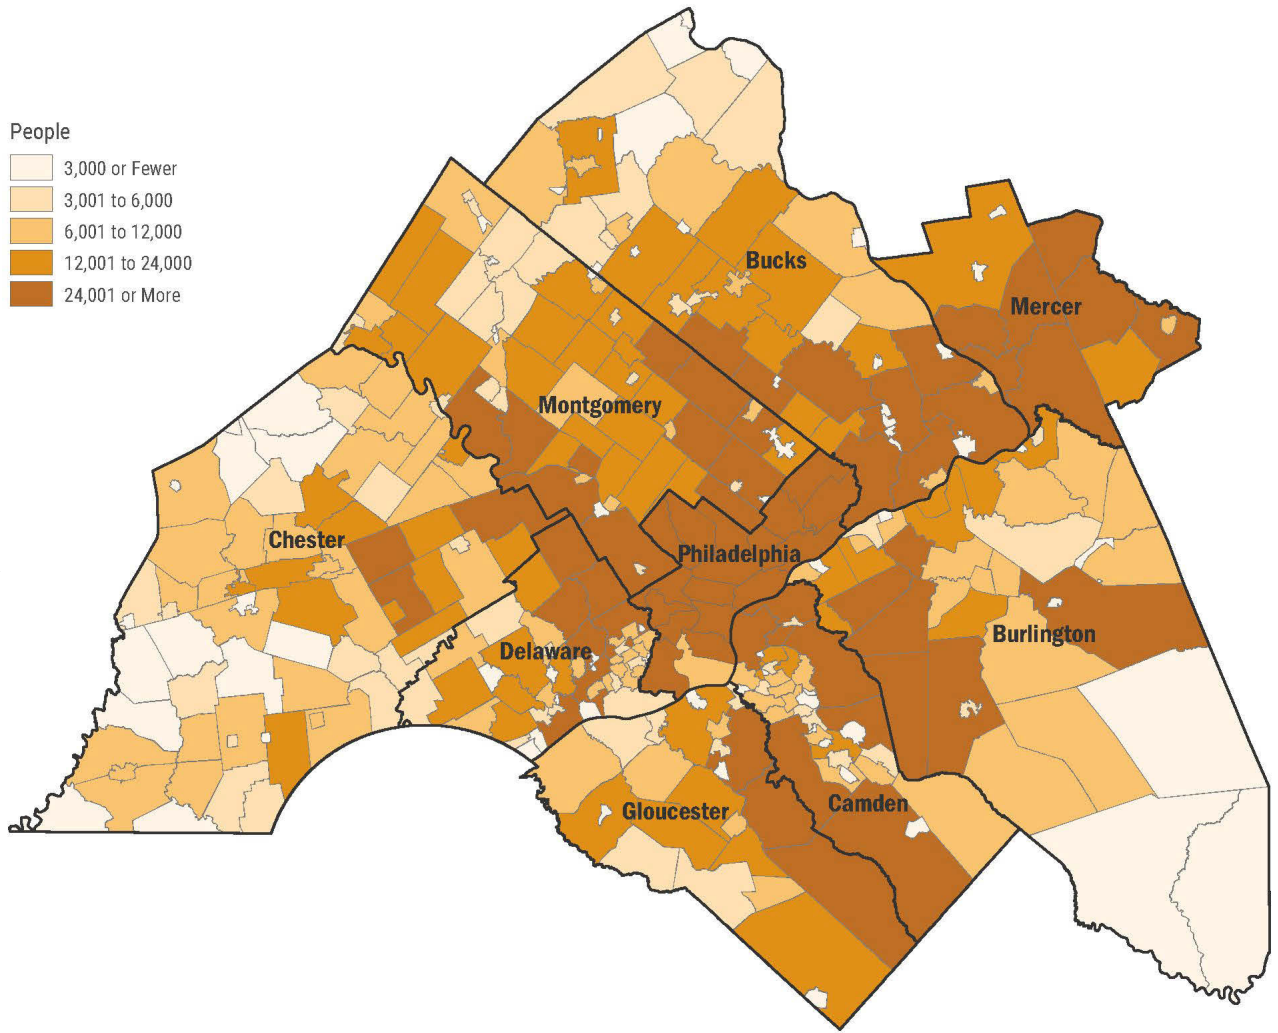 People
3,000 or Fewer
3,001 to 6,000
6,001 to 12,000
12,001 to 24,000
24,001 or More
Bucks
Mercer
Montgomery
Chester
Philadelphia
Burlington
Delaware
Camden
Gloucester